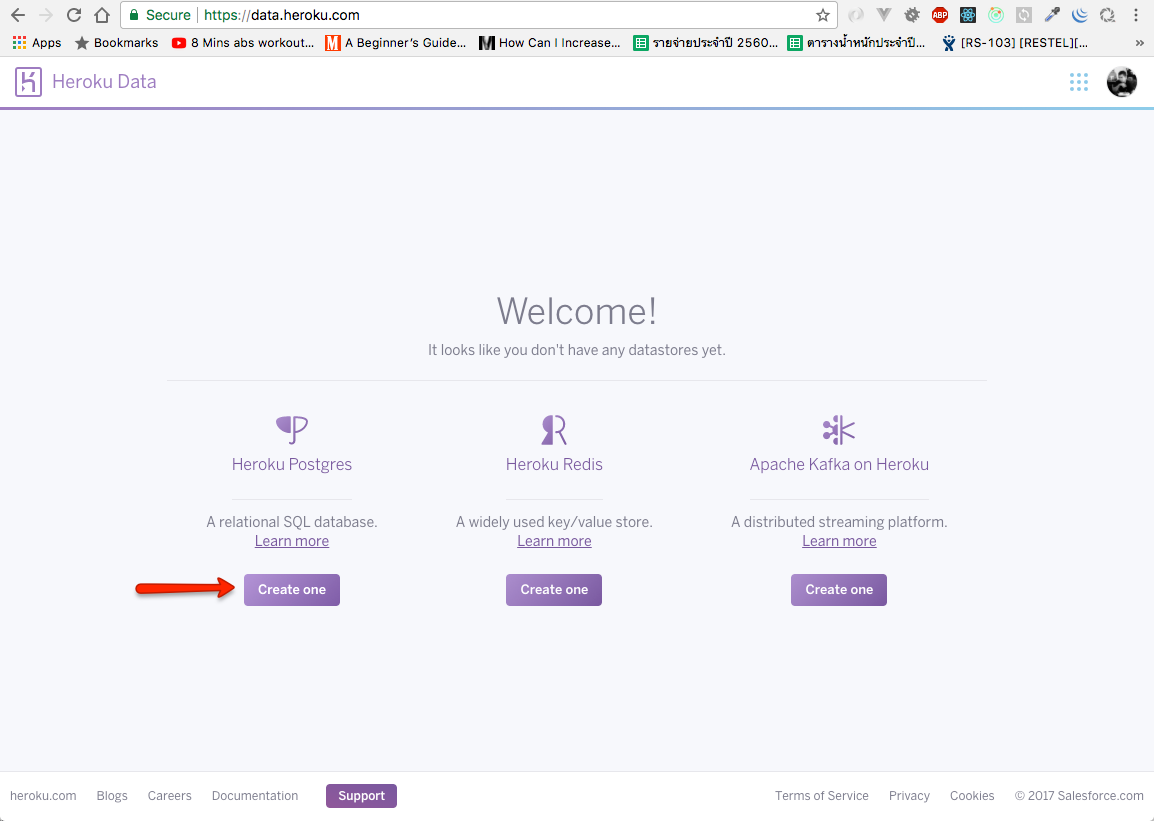 Secure https://data.heroku.com
ABP
Apps Bookmarks 8 Mins abs workout... A Beginner's Guide... How Can I Increase... รายจ่ายประจำปี 2560... ตารางน้ำหนักประจำปี... [RS-103] [RESTEL][... »
Heroku Data
Welcome!
It looks like you don't have any datastores yet.
Heroku Postgres
Heroku Redis
Apache Kafka on Heroku
A relational SQL database.
Learn more
A widely used key/value store.
Learn more
A distributed streaming platform.
Learn more
Create one
Create one
Create one
heroku.com Blogs Careers Documentation Support Terms of Service Privacy Cookies © 2017 Salesforce.com